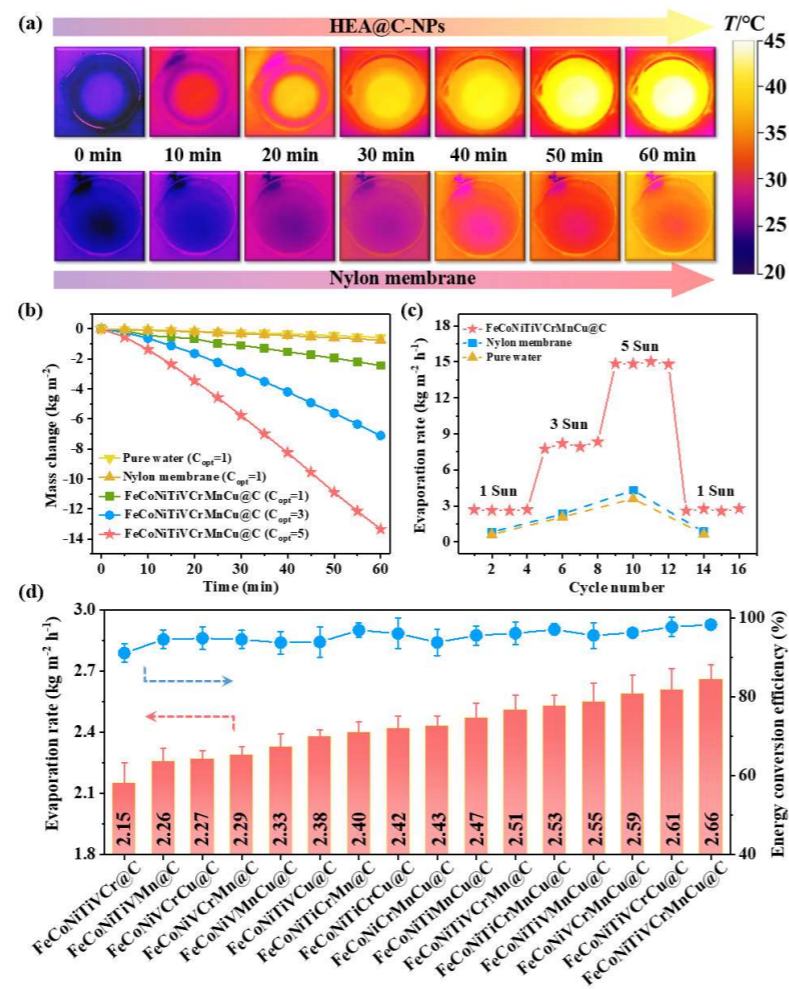 (a)
HEA@C-NPs
T/°C
0 min 10 min 20 min 30 min 40 min 50 min 60 min
45
40
35
30
25
20
Nylon membrane
(b)
Mass change (kg m-2)
0
-2
-4
-6
-8
-10
-12
-14
Pure water (Copt=1)
Nylon membrane (Copt=1)
FeCoNiTiVCrMnCu@C (Copt=1)
FeCoNiTiVCrMnCu@C (Copt=3)
FeCoNiTiVCrMnCu@C (Copt=5)
0 10 20 30 40 50 60
Time (min)
(c)
Evaporation rate (kg m-2 h-1)
18
15
12
9
6
3
0
FeCoNiTiVCrMnCu@C
Nylon membrane
Pure water
5 Sun
3 Sun
1 Sun
1 Sun
2 4 6 8 10 12 14 16
Cycle number
(d)
Evaporation rate (kg m-2 h-1)
3.0
2.7
2.4
2.1
1.8
Energy conversion efficiency (%)
100
80
60
40
2.15
2.26
2.27
2.29
2.33
2.38
2.40
2.42
2.43
2.47
2.51
2.53
2.55
2.59
2.61
2.66
FeCoNiTiVCr@C
FeCoNiTiVMn@C
FeCoNiVCrCu@C
FeCoNiVCrMn@C
FeCoNiVMnCu@C
FeCoNiTiVCu@C
FeCoNiTiCrMn@C
FeCoNiTiCrCu@C
FeCoNiCrMnCu@C
FeCoNiTiMnCu@C
FeCoNiTiVCrMn@C
FeCoNiTiCrMnCu@C
FeCoNiTiVMnCu@C
FeCoNiVCrMnCu@C
FeCoNiTiVCrCu@C
FeCoNiTiVCrMnCu@C